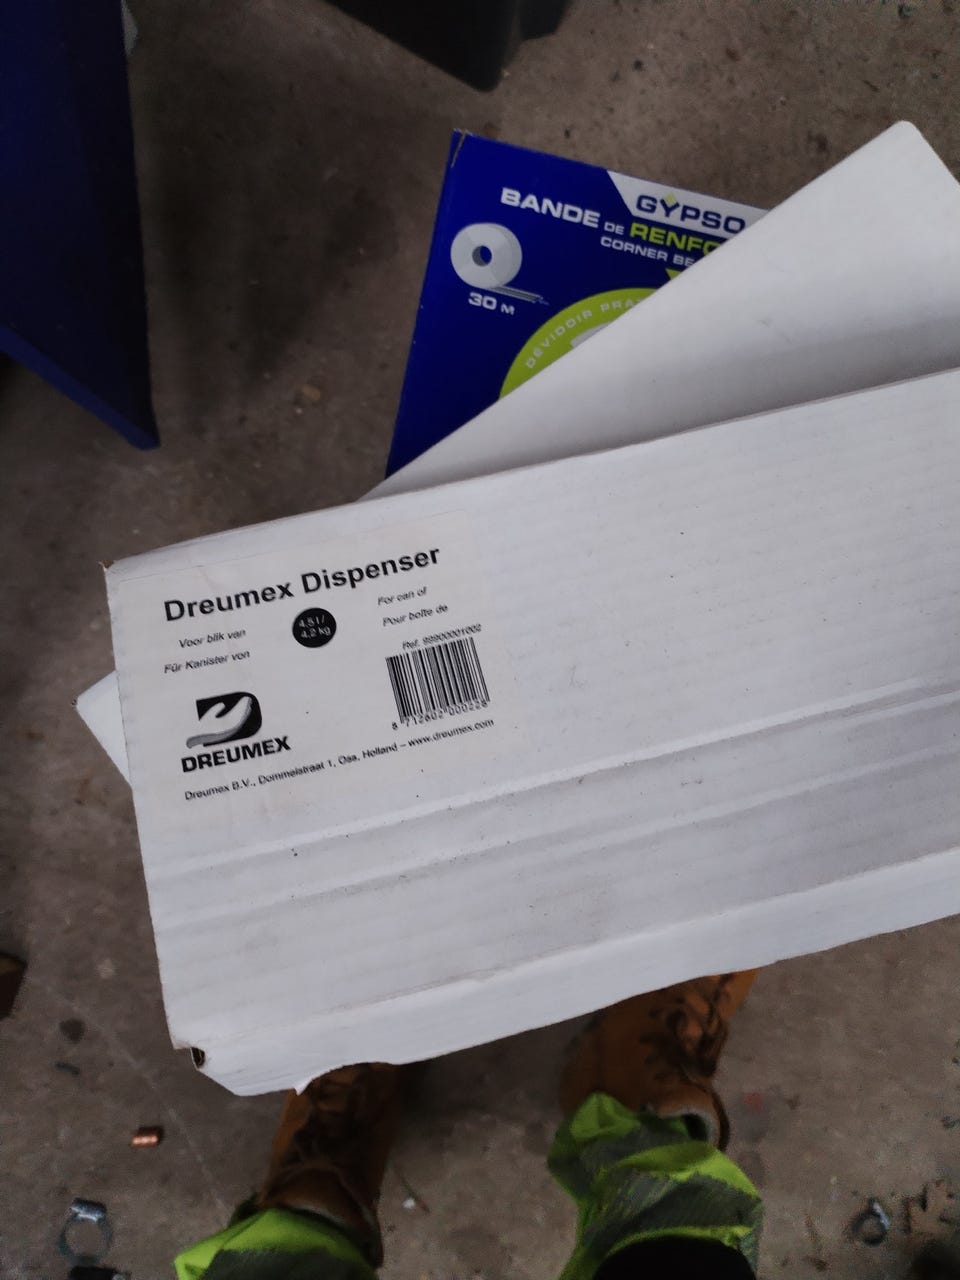 GYPSO
BANDE DE RENFO
CORNER BE
30 M
DÉVIDOIR PRAT
Dreumex Dispenser
Voor blik van
Für Kanister von
4.5 l /
4.2 kg
For can of
Pour boîte de
Ref. 99900001002
8 712602 000228
DREUMEX
Dreumex B.V., Dommelstraat 1, Oss, Holland – www.dreumex.com